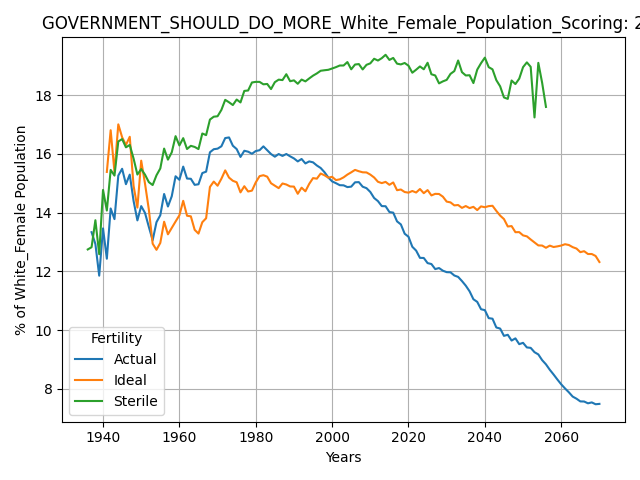 GOVERNMENT_SHOULD_DO_MORE_White_Female_Population_Scoring: 2
% of White_Female Population
18
16
14
12
10
8
Fertility
Actual
Ideal
Sterile
1940 1960 1980 2000 2020 2040 2060
Years